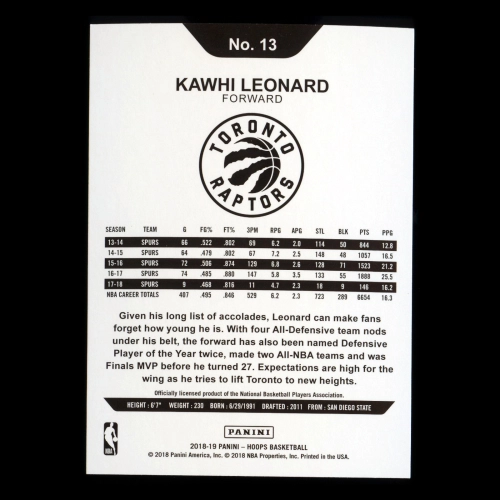 No. 13
KAWHI LEONARD
FORWARD
TORONTO
RAPTORS
SEASON TEAM G FG% FT% 3PM RPG APG STL BLK PTS PPG
13-14 SPURS 66 .522 .802 69 6.2 2.0 114 50 844 12.8
14-15 SPURS 64 .479 .802 67 7.2 2.5 148 48 1057 16.5
15-16 SPURS 72 .506 .874 129 6.8 2.6 128 71 1523 21.2
16-17 SPURS 74 .485 .880 147 5.8 3.5 133 55 1888 25.5
17-18 SPURS 9 .468 .816 11 4.7 2.3 18 9 146 16.2
NBA CAREER TOTALS 407 .495 .846 529 6.2 2.3 723 289 6654 16.3
Given his long list of accolades, Leonard can make fans
forget how young he is. With four All-Defensive team nods
under his belt, the forward has also been named Defensive
Player of the Year twice, made two All-NBA teams and was
Finals MVP before he turned 27. Expectations are high for the
wing as he tries to lift Toronto to new heights.
Officially licensed product of the National Basketball Players Association.
HEIGHT: 6'7" WEIGHT: 230 BORN: 6/29/1991 DRAFTED: 2011 FROM: SAN DIEGO STATE
PANINI
2018-19 PANINI – HOOPS BASKETBALL
© 2018 Panini America, Inc. © 2018 NBA Properties, Inc. Printed in the USA.
NBA